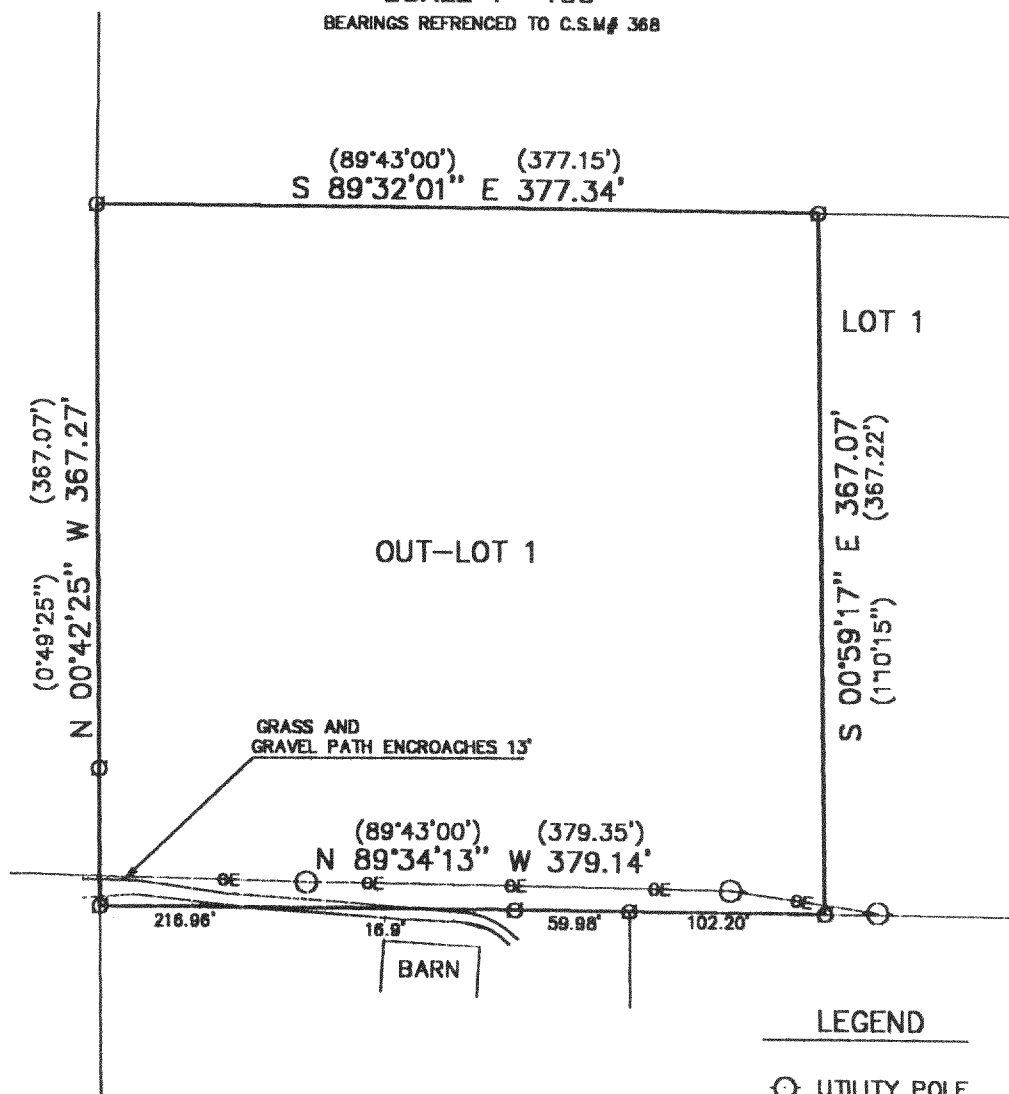 BEARINGS REFRENCED TO C.S.M# 368
(89°43'00') (377.15')
S 89°32'01" E 377.34'
LOT 1
(0°49'25") (367.07')
N 00°42'25" W 367.27'
OUT-LOT 1
S 00°59'17" E 367.07'
(1°10'15") (367.22')
GRASS AND
GRAVEL PATH ENCROACHES 13'
(89°43'00') (379.35')
N 89°34'13" W 379.14'
OE OE OE OE OE
216.96' 16.9' 59.98' 102.20'
BARN
LEGEND
UTILITY POLE